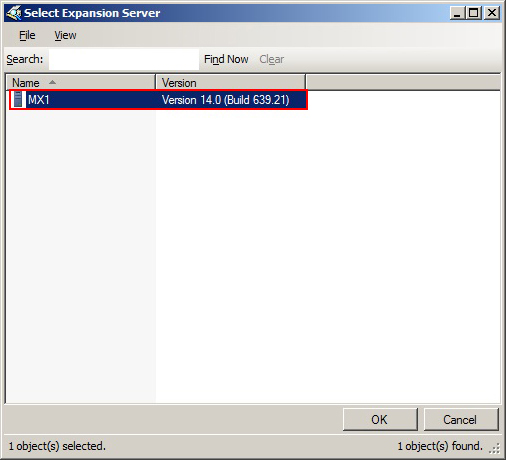 Select Expansion Server
File View
Search: Find Now Clear
Name Version
MX1 Version 14.0 (Build 639.21)
OK Cancel
1 object(s) selected. 1 object(s) found.